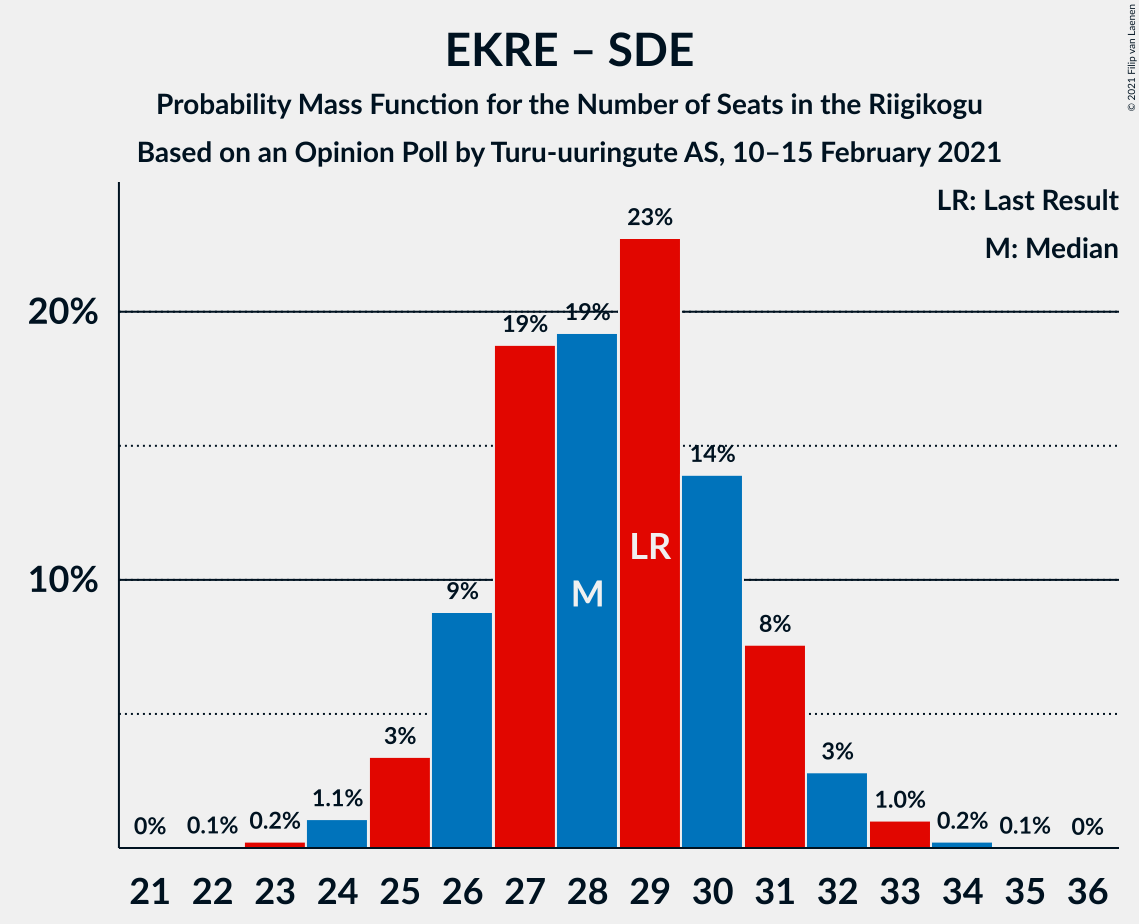 EKRE – SDE
Probability Mass Function for the Number of Seats in the Riigikogu
Based on an Opinion Poll by Turu-uuringute AS, 10–15 February 2021
© 2021 Filip van Laenen
LR: Last Result
M: Median
20%
10%
0%
0.1%
0.2%
1.1%
3%
9%
19%
19%
23%
14%
8%
3%
1.0%
0.2%
0.1%
0%
M
LR
21 22 23 24 25 26 27 28 29 30 31 32 33 34 35 36